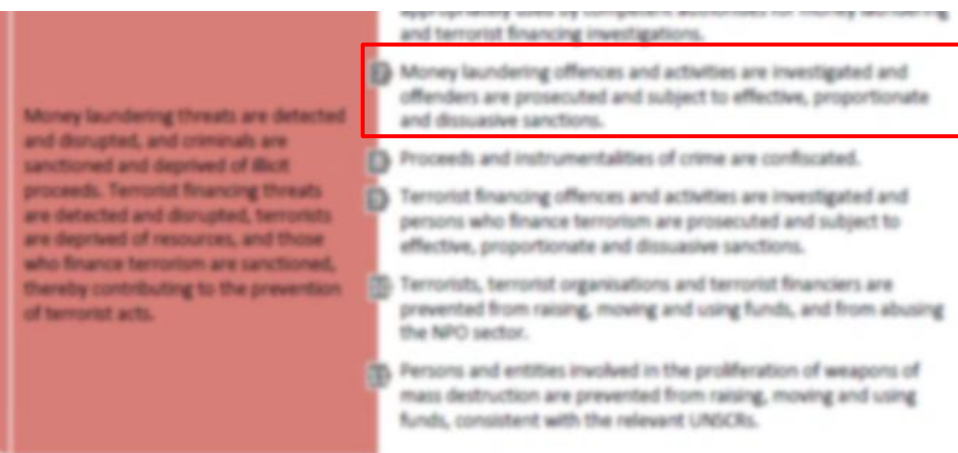 Money laundering threats are detected
and disrupted, and criminals are
sanctioned and deprived of illicit
proceeds. Terrorist financing threats
are detected and disrupted, terrorists
are deprived of resources, and those
who finance terrorism are sanctioned,
thereby contributing to the prevention
of terrorist acts.
and terrorist financing investigations.
7 Money laundering offences and activities are investigated and
offenders are prosecuted and subject to effective, proportionate
and dissuasive sanctions.
Proceeds and instrumentalities of crime are confiscated.
Terrorist financing offences and activities are investigated and
persons who finance terrorism are prosecuted and subject to
effective, proportionate and dissuasive sanctions.
Terrorists, terrorist organisations and terrorist financiers are
prevented from raising, moving and using funds, and from abusing
the NPO sector.
Persons and entities involved in the proliferation of weapons of
mass destruction are prevented from raising, moving and using
funds, consistent with the relevant UNSCRs.